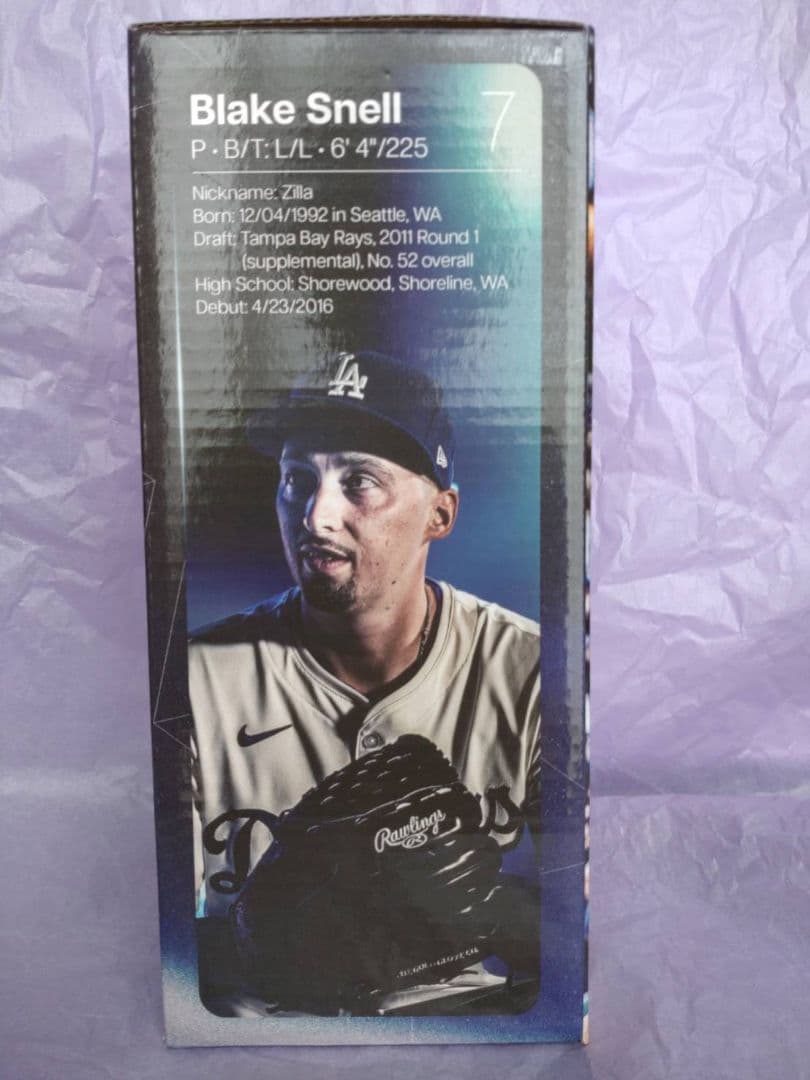 Blake Snell
7
P • B/T: L/L • 6' 4"/225
Nickname: Zilla
Born: 12/04/1992 in Seattle, WA
Draft: Tampa Bay Rays, 2011 Round 1
(supplemental), No. 52 overall
High School: Shorewood, Shoreline, WA
Debut: 4/23/2016
LA
D s
Rawlings
R